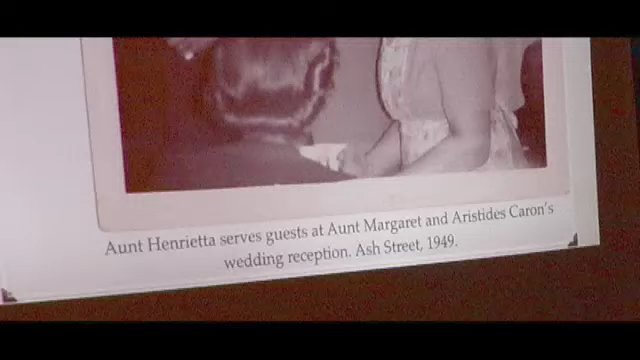 Aunt Henrietta serves guests at Aunt Margaret and Aristides Caron's
wedding reception. Ash Street, 1949.